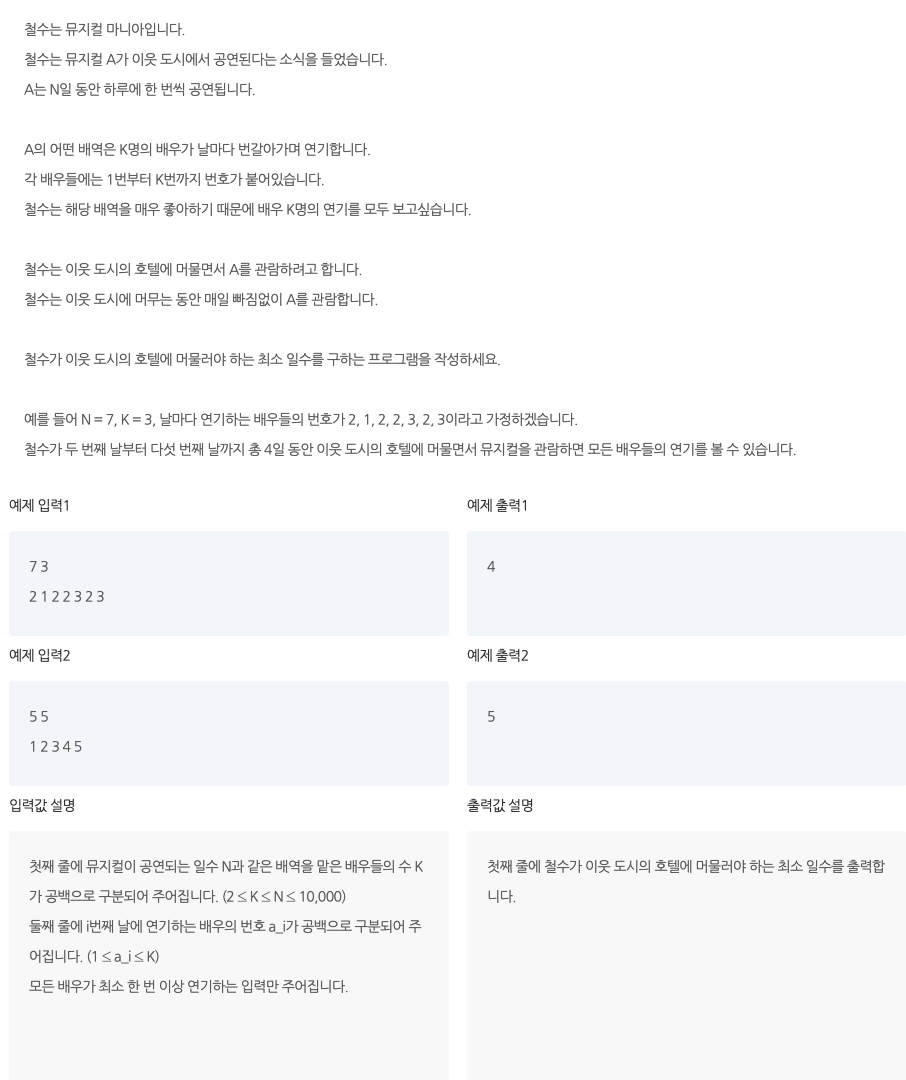 철수는 뮤지컬 마니아입니다.
철수는 뮤지컬 A가 이웃 도시에서 공연된다는 소식을 들었습니다.
A는 N일 동안 하루에 한 번씩 공연됩니다.
A의 어떤 배역은 K명의 배우가 날마다 번갈아가며 연기합니다.
각 배우들에는 1번부터 K번까지 번호가 붙어있습니다.
철수는 해당 배역을 매우 좋아하기 때문에 배우 K명의 연기를 모두 보고싶습니다.
철수는 이웃 도시의 호텔에 머물면서 A를 관람하려고 합니다.
철수는 이웃 도시에 머무는 동안 매일 빠짐없이 A를 관람합니다.
철수가 이웃 도시의 호텔에 머물러야 하는 최소 일수를 구하는 프로그램을 작성하세요.
예를 들어 N = 7, K = 3, 날마다 연기하는 배우들의 번호가 2, 1, 2, 2, 3, 2, 3이라고 가정하겠습니다.
철수가 두 번째 날부터 다섯 번째 날까지 총 4일 동안 이웃 도시의 호텔에 머물면서 뮤지컬을 관람하면 모든 배우들의 연기를 볼 수 있습니다.
예제 입력1
7 3
2 1 2 2 3 2 3
예제 출력1
4
예제 입력2
5 5
1 2 3 4 5
예제 출력2
5
입력값 설명
첫째 줄에 뮤지컬이 공연되는 일수 N과 같은 배역을 맡은 배우들의 수 K
가 공백으로 구분되어 주어집니다. (2 ≤ K ≤ N ≤ 10,000)
둘째 줄에 i번째 날에 연기하는 배우의 번호 a_i가 공백으로 구분되어 주
어집니다. (1 ≤ a_i ≤ K)
모든 배우가 최소 한 번 이상 연기하는 입력만 주어집니다.
출력값 설명
첫째 줄에 철수가 이웃 도시의 호텔에 머물러야 하는 최소 일수를 출력합
니다.